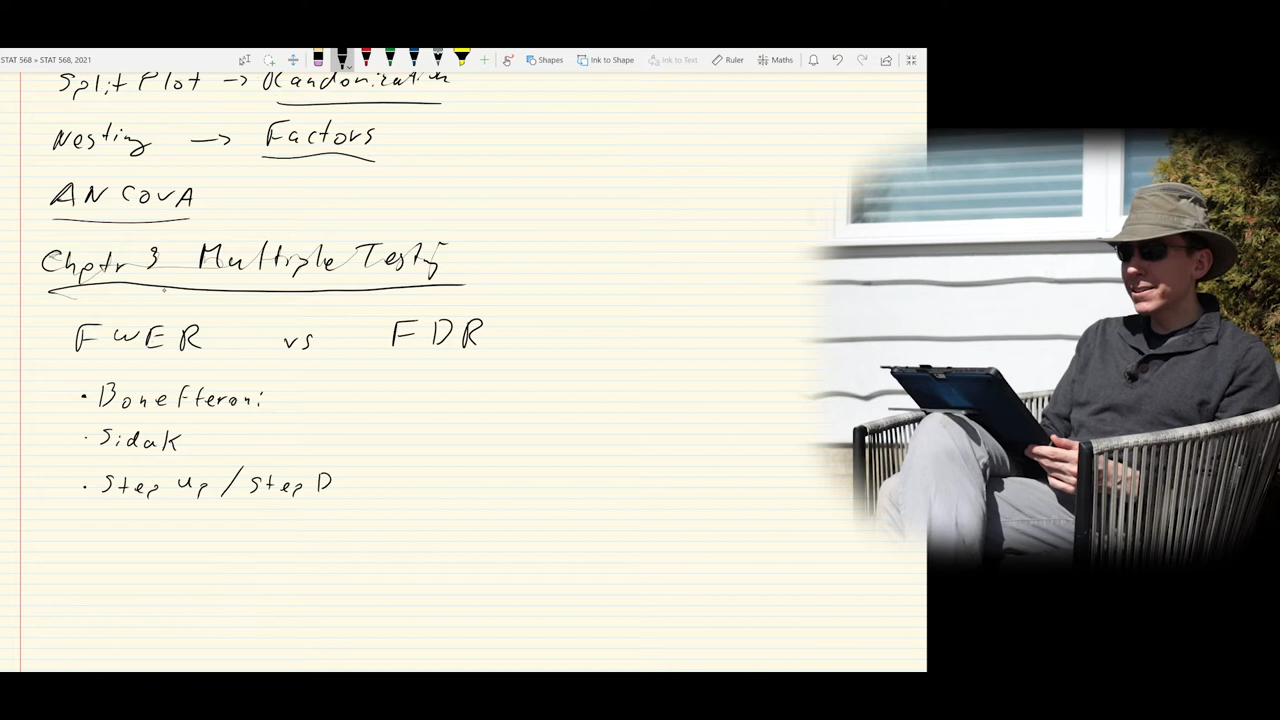 STAT 568 » STAT 568, 2021
Shapes Ink to Shape Ink to Text Ruler Maths
Split Plot → Randomization
Nesting → Factors
ANCOVA
Chptr 3 Multiple Testing
FWER vs FDR
· Boneffteroni
· Sidak
· Step up / Step D